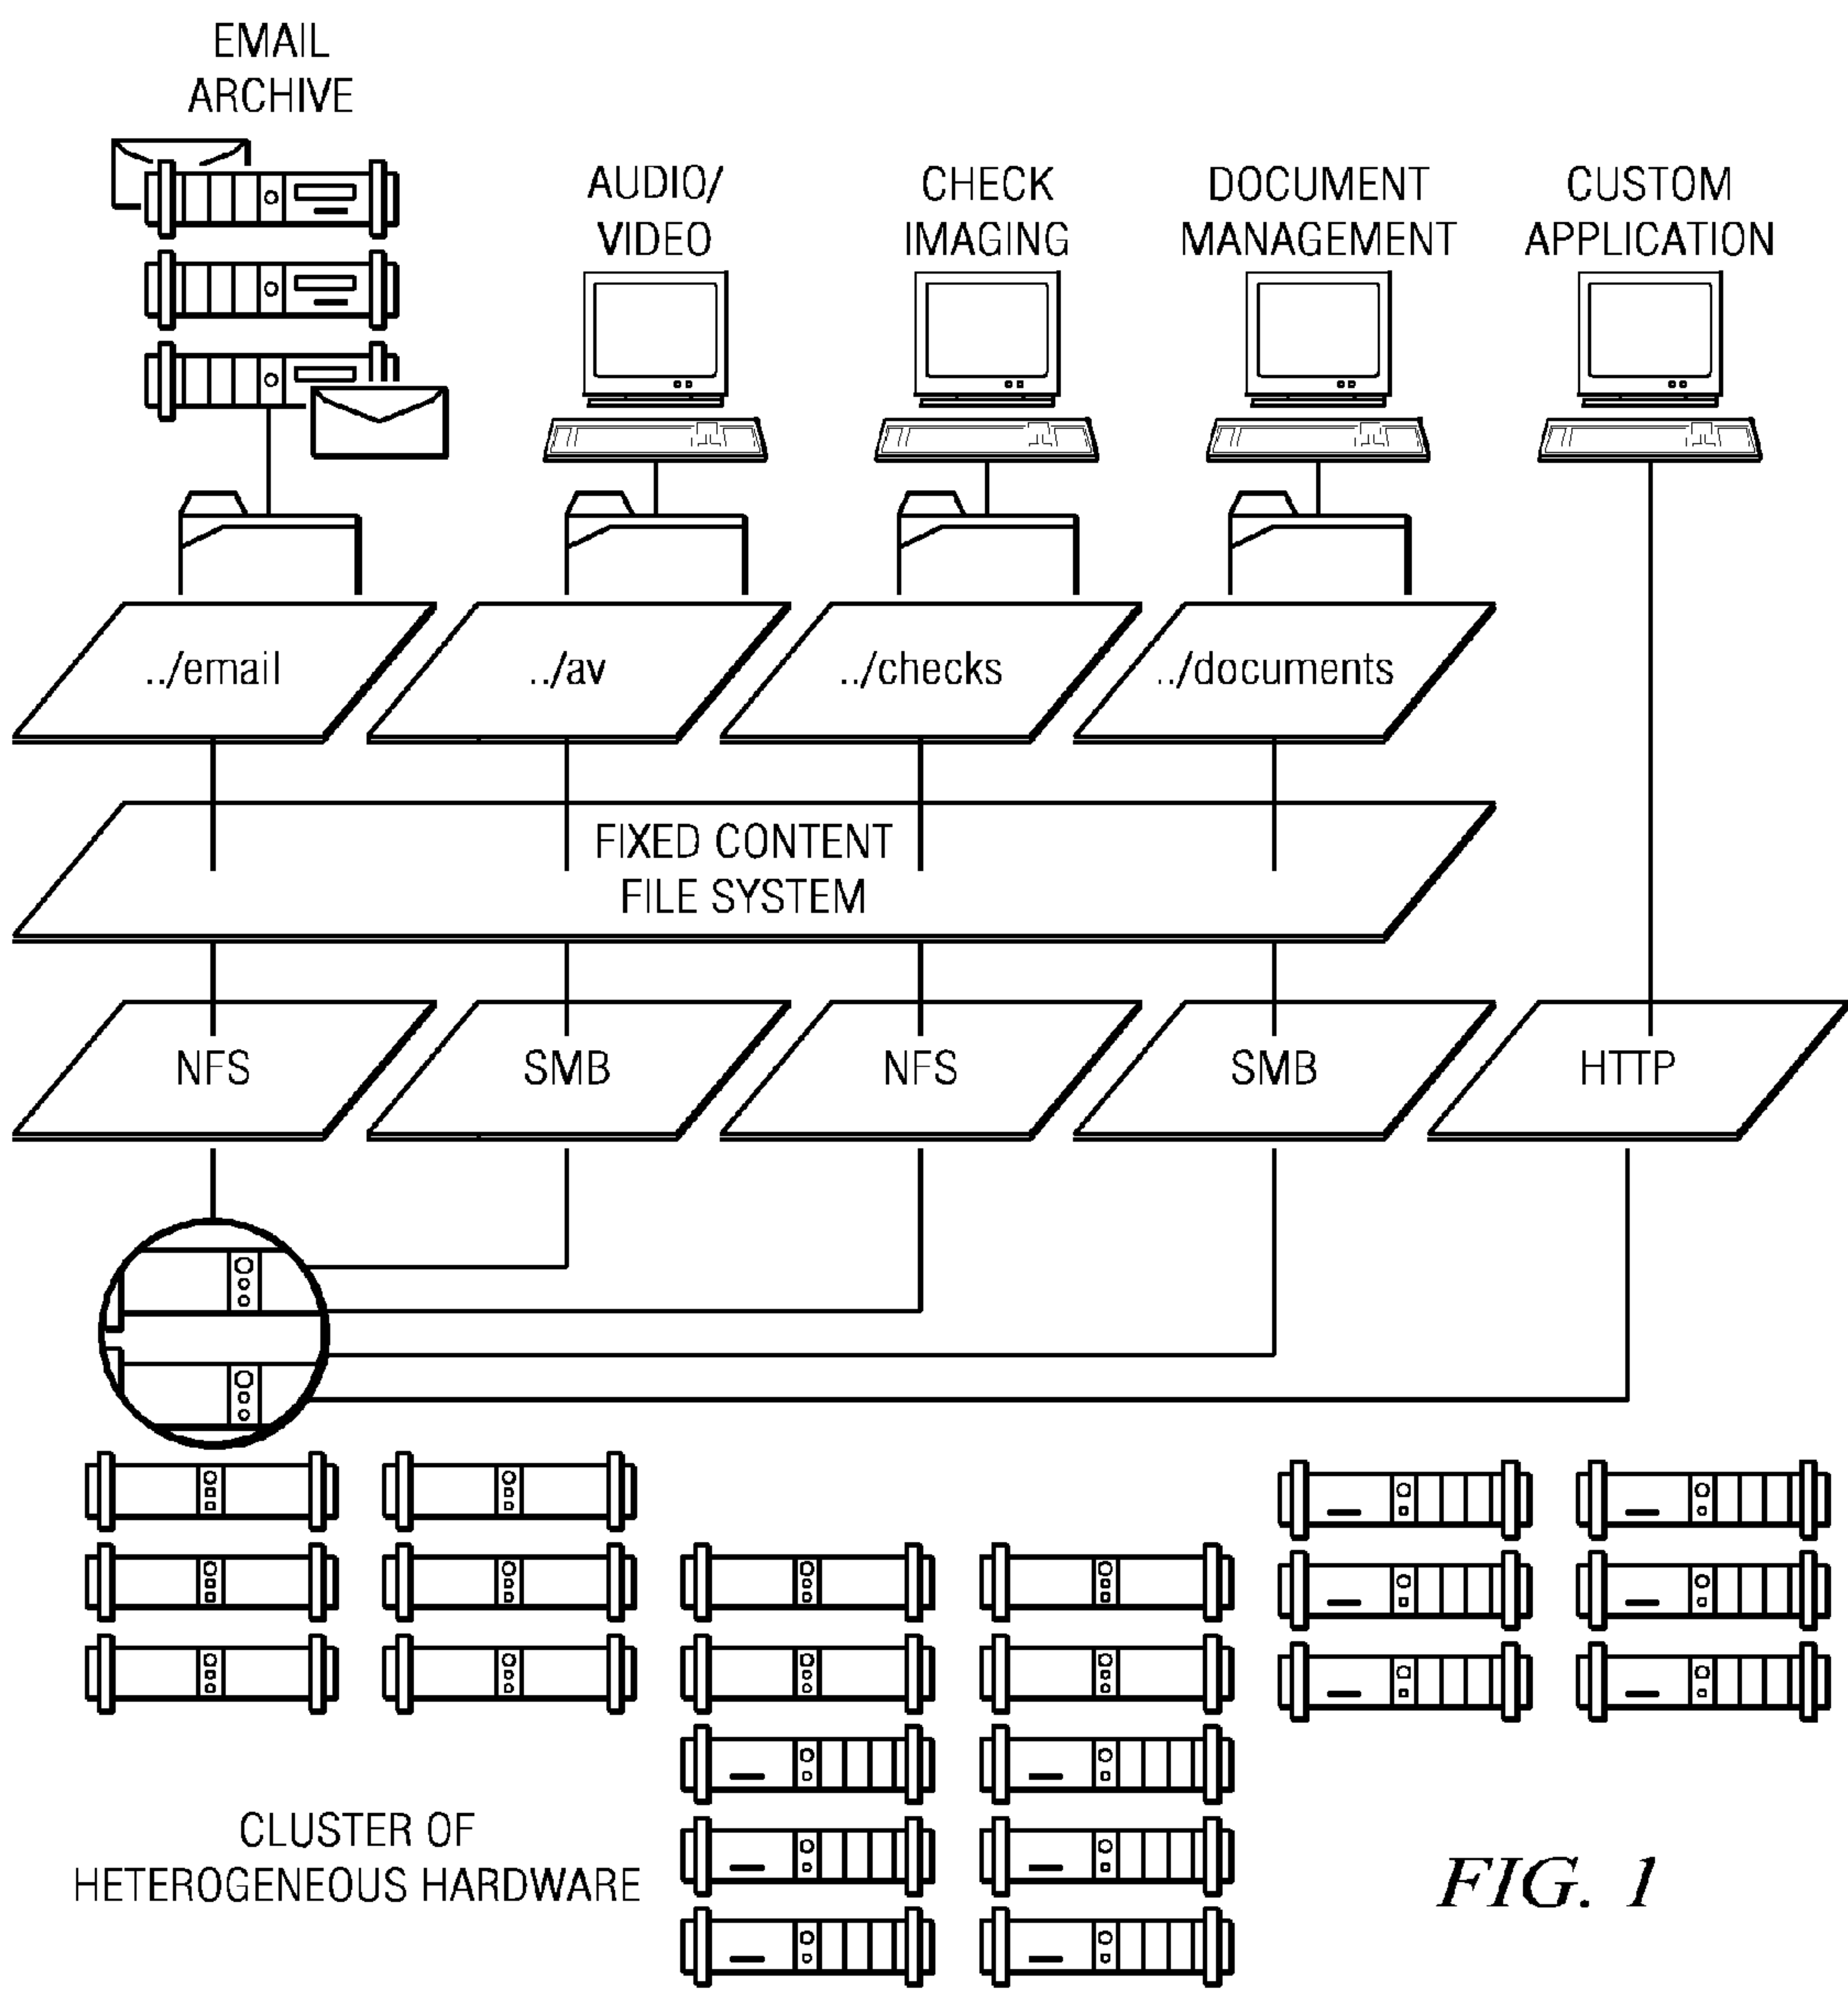 EMAIL
ARCHIVE
AUDIO/
VIDEO
CHECK
IMAGING
DOCUMENT
MANAGEMENT
CUSTOM
APPLICATION
../email
../av
../checks
../documents
FIXED CONTENT
FILE SYSTEM
NFS
SMB
NFS
SMB
HTTP
CLUSTER OF
HETEROGENEOUS HARDWARE
FIG. 1